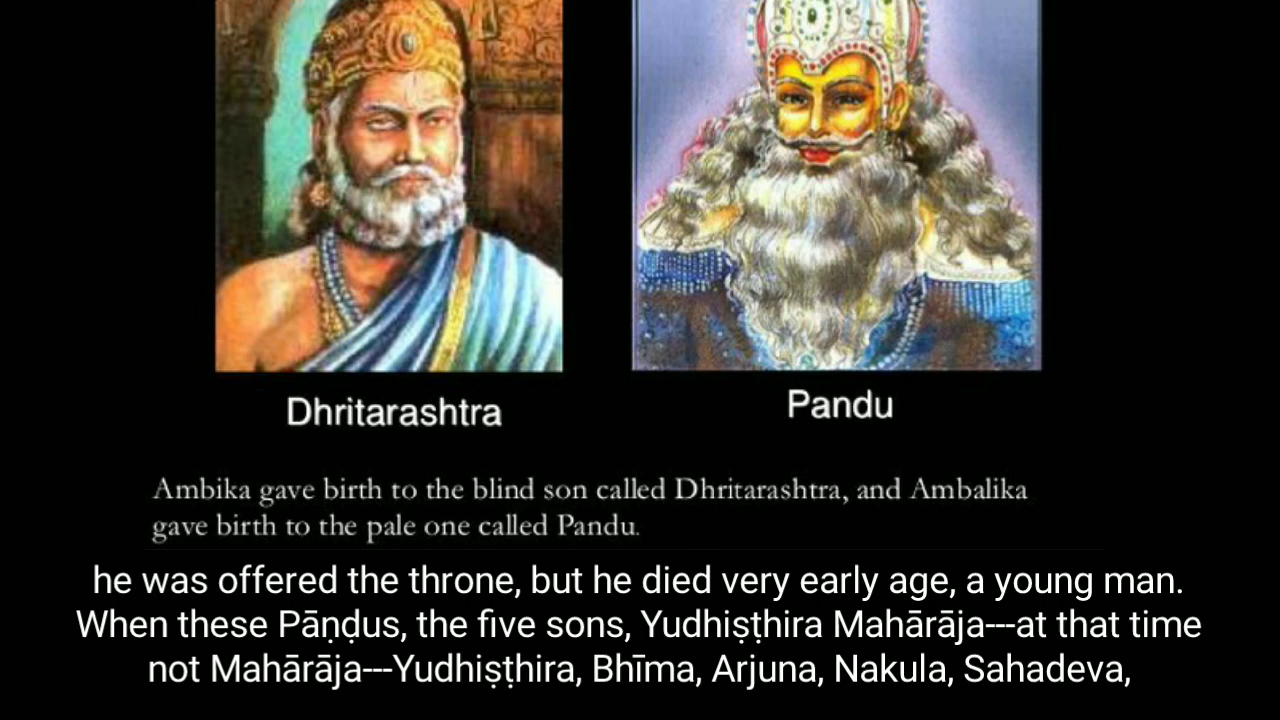 Dhritarashtra
Pandu
Ambika gave birth to the blind son called Dhritarashtra, and Ambalika
gave birth to the pale one called Pandu.
he was offered the throne, but he died very early age, a young man.
When these Pāṇḍus, the five sons, Yudhiṣṭhira Mahārāja---at that time
not Mahārāja---Yudhiṣṭhira, Bhīma, Arjuna, Nakula, Sahadeva,